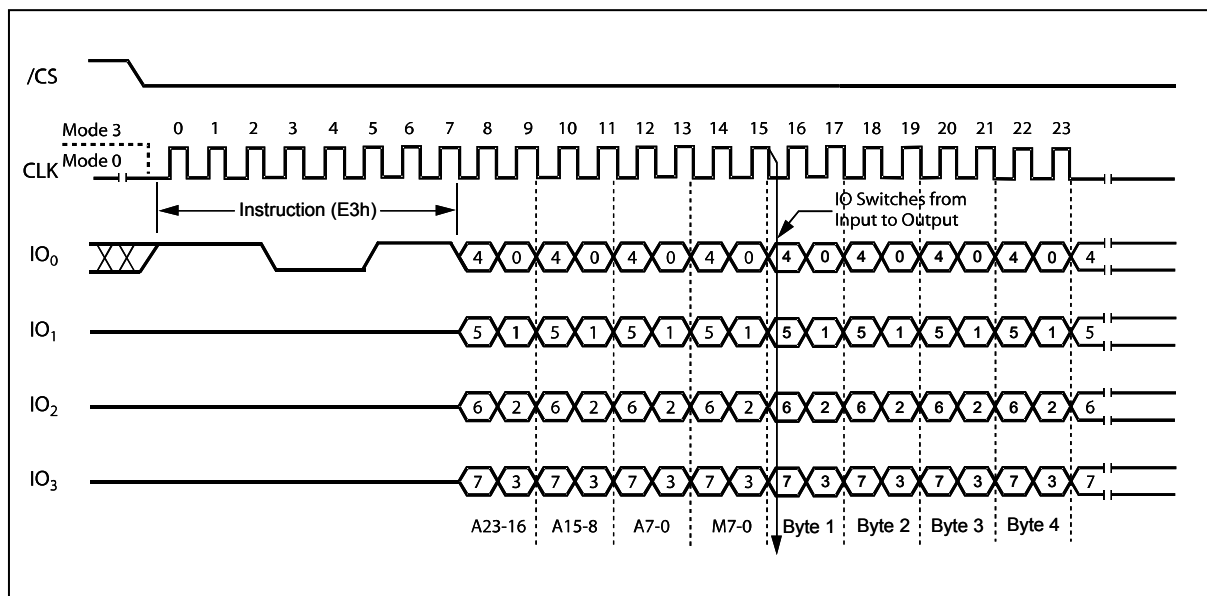 /CS
Mode 3
0 1 2 3 4 5 6 7 8 9 10 11 12 13 14 15 16 17 18 19 20 21 22 23
CLK
Mode 0
Instruction (E3h)
IO Switches from
Input to Output
IO0
4 0 4 0 4 0 4 0 4 0 4 0 4 0 4 0 4
IO1
5 1 5 1 5 1 5 1 5 1 5 1 5 1 5 1 5
IO2
6 2 6 2 6 2 6 2 6 2 6 2 6 2 6 2 6
IO3
7 3 7 3 7 3 7 3 7 3 7 3 7 3 7 3 7
A23-16 A15-8 A7-0 M7-0 Byte 1 Byte 2 Byte 3 Byte 4